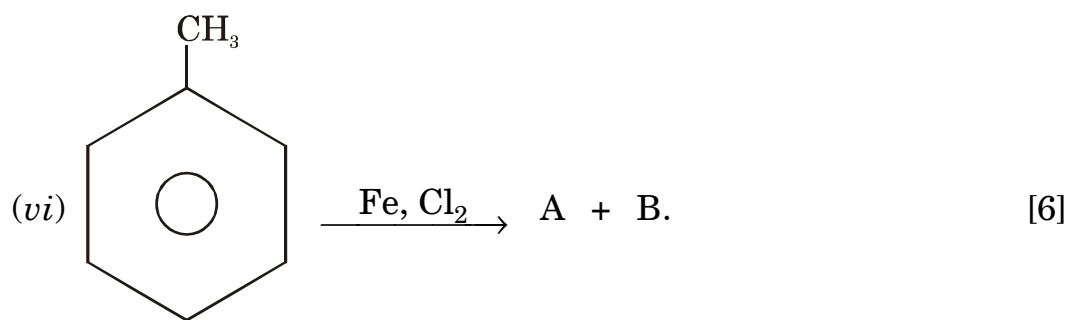 CH₃
(vi) Fe, Cl₂ A + B. [6]